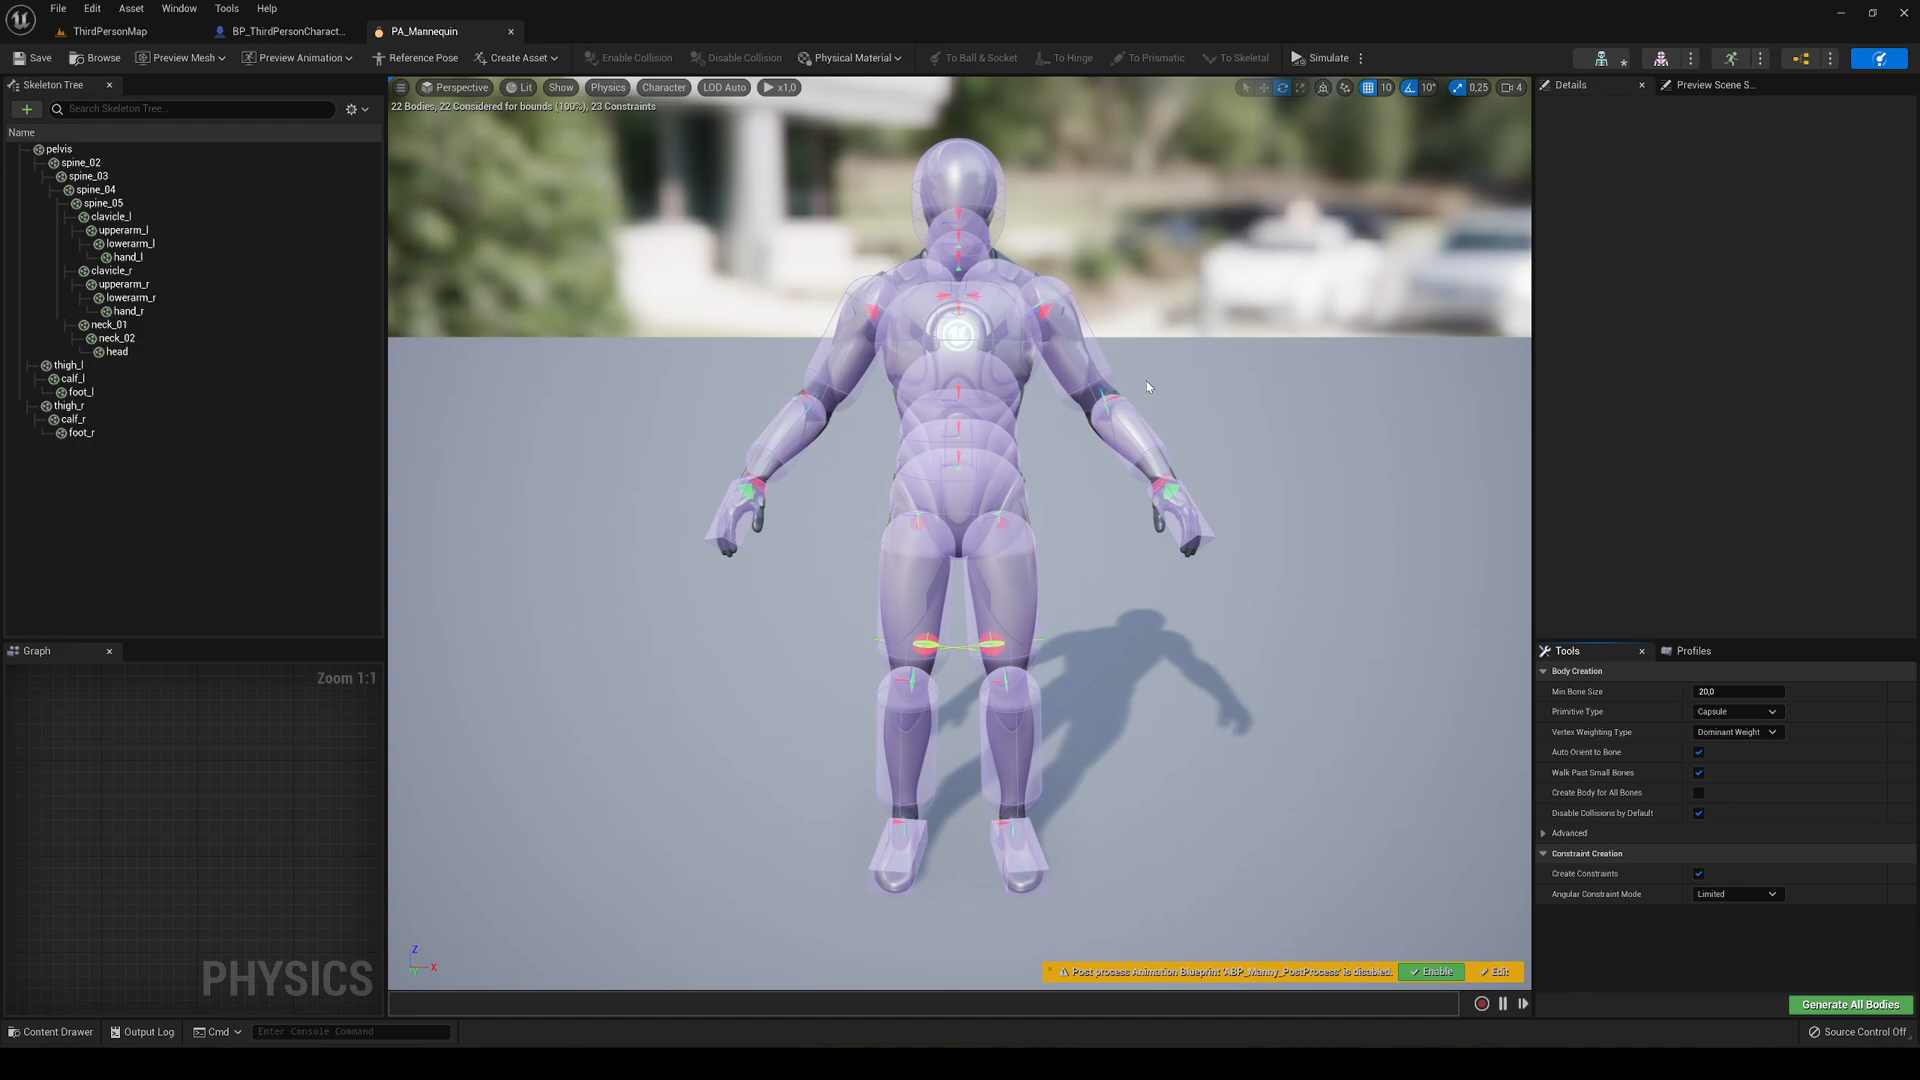 File Edit Asset Window Tools Help
ThirdPersonMap BP_ThirdPersonCharact... PA_Mannequin
Save Browse Preview Mesh Preview Animation Reference Pose Create Asset Enable Collision Disable Collision Physical Material To Ball & Socket To Hinge To Prismatic To Skeletal Simulate
Skeleton Tree
Search Skeleton Tree...
Name
pelvis
spine_02
spine_03
spine_04
spine_05
clavicle_l
upperarm_l
lowerarm_l
hand_l
clavicle_r
upperarm_r
lowerarm_r
hand_r
neck_01
neck_02
head
thigh_l
calf_l
foot_l
thigh_r
calf_r
foot_r
Graph
Zoom 1:1
PHYSICS
Perspective Lit Show Physics Character LOD Auto x1,0 10 10° 0,25 4
22 Bodies, 22 Considered for bounds (100%), 23 Constraints
Z
X
Y
Post process Animation Blueprint 'ABP_Manny_PostProcess' is disabled. Enable Edit
Details Preview Scene S...
Tools Profiles
Body Creation
Min Bone Size 20,0
Primitive Type Capsule
Vertex Weighting Type Dominant Weight
Auto Orient to Bone
Walk Past Small Bones
Create Body for All Bones
Disable Collisions by Default
Advanced
Constraint Creation
Create Constraints
Angular Constraint Mode Limited
Generate All Bodies
Content Drawer Output Log Cmd Enter Console Command Source Control Off